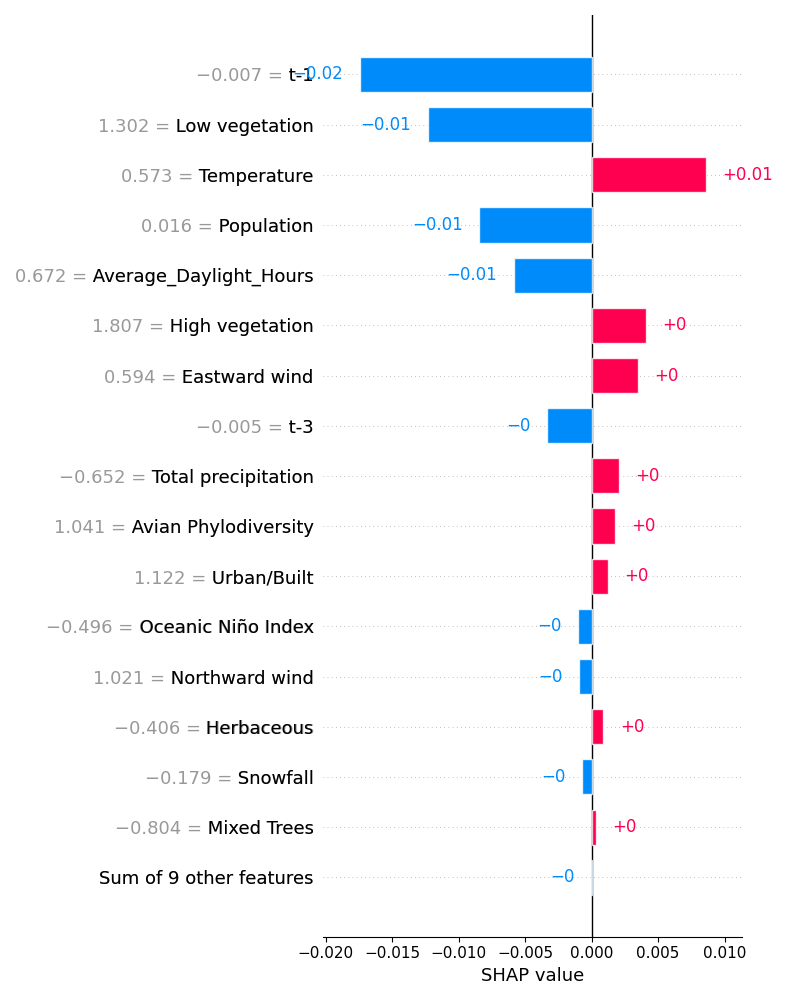 −0.007 = t-1 −0.02
1.302 = Low vegetation −0.01
0.573 = Temperature +0.01
0.016 = Population −0.01
0.672 = Average_Daylight_Hours −0.01
1.807 = High vegetation +0
0.594 = Eastward wind +0
−0.005 = t-3 −0
−0.652 = Total precipitation +0
1.041 = Avian Phylodiversity +0
1.122 = Urban/Built +0
−0.496 = Oceanic Niño Index −0
1.021 = Northward wind −0
−0.406 = Herbaceous +0
−0.179 = Snowfall −0
−0.804 = Mixed Trees +0
Sum of 9 other features −0
−0.020 −0.015 −0.010 −0.005 0.000 0.005 0.010
SHAP value